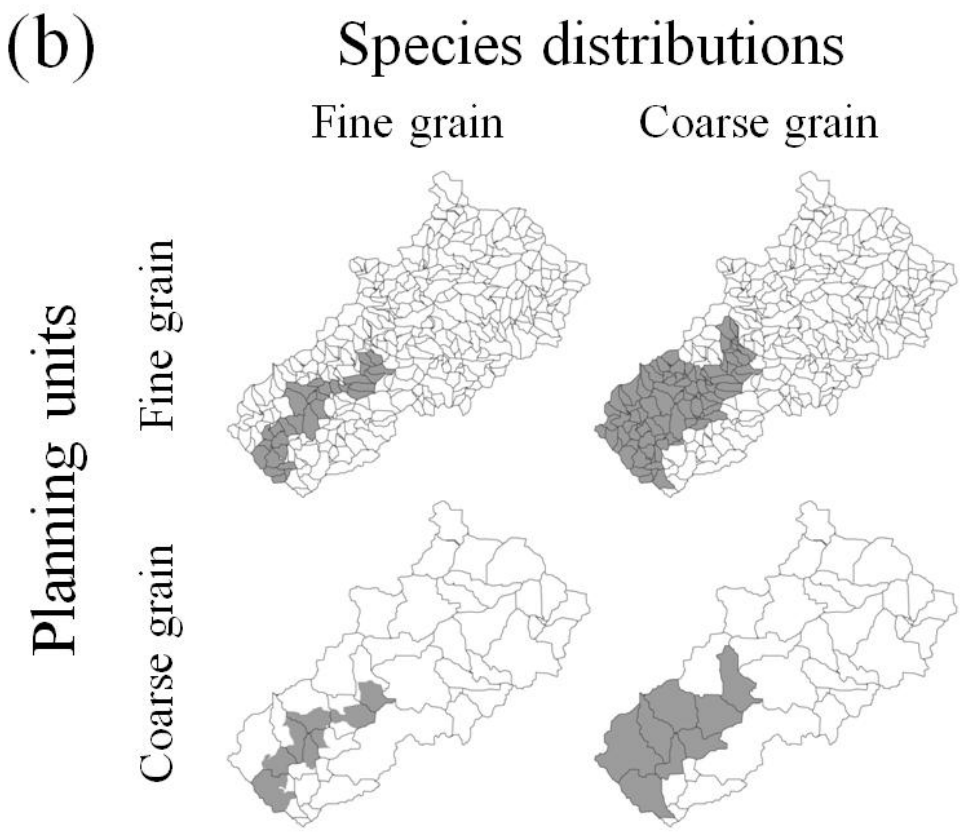 (b)
Species distributions
Fine grain
Coarse grain
Planning units
Fine grain
Coarse grain